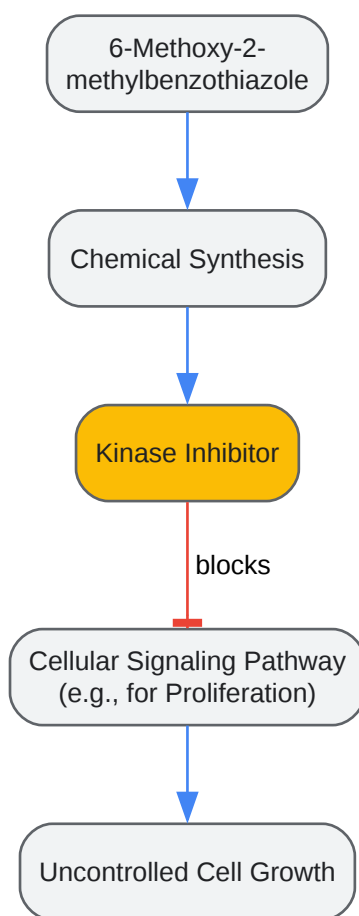 6-Methoxy-2-
methylbenzothiazole
Chemical Synthesis
Kinase Inhibitor
blocks
Cellular Signaling Pathway
(e.g., for Proliferation)
Uncontrolled Cell Growth